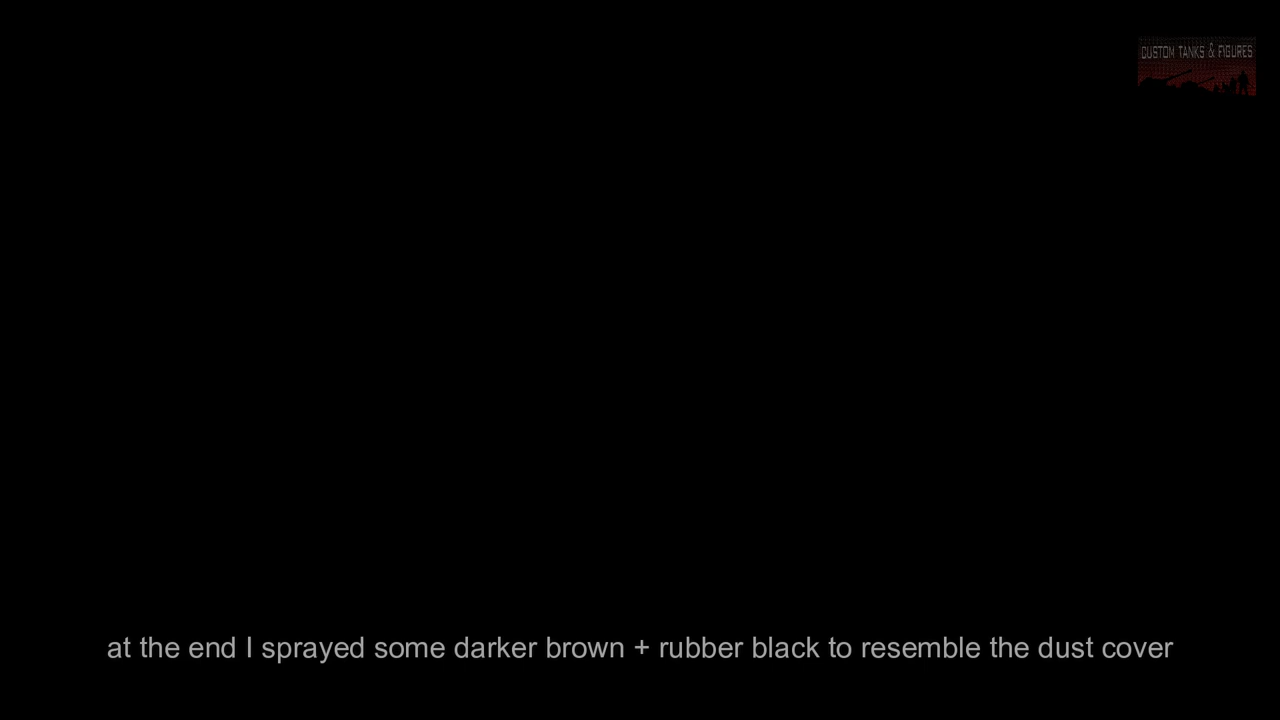 CUSTOM TANKS & FIGURES
at the end I sprayed some darker brown + rubber black to resemble the dust cover